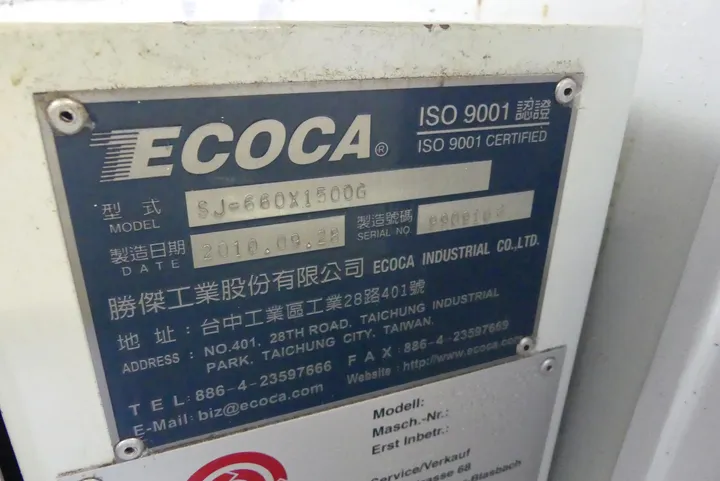 ECOCA®
ISO 9001 認證
ISO 9001 CERTIFIED
型式 MODEL SJ-660X1500G
製造日期 DATE 2010.09.28
製造號碼 SERIAL NO
勝傑工業股份有限公司 ECOCA INDUSTRIAL CO.,LTD.
地址：台中工業區工業28路401號
ADDRESS : NO.401. 28TH ROAD. TAICHUNG INDUSTRIAL
PARK. TAICHUNG CITY. TAIWAN.
TEL: 886-4-23597666 FAX: 886-4-23597669
E-Mail: biz@ecoca.com Website : http://www.ecoca.com
Modell:
Masch.-Nr.:
Erst Inbetr.:
Service/Verkauf
68